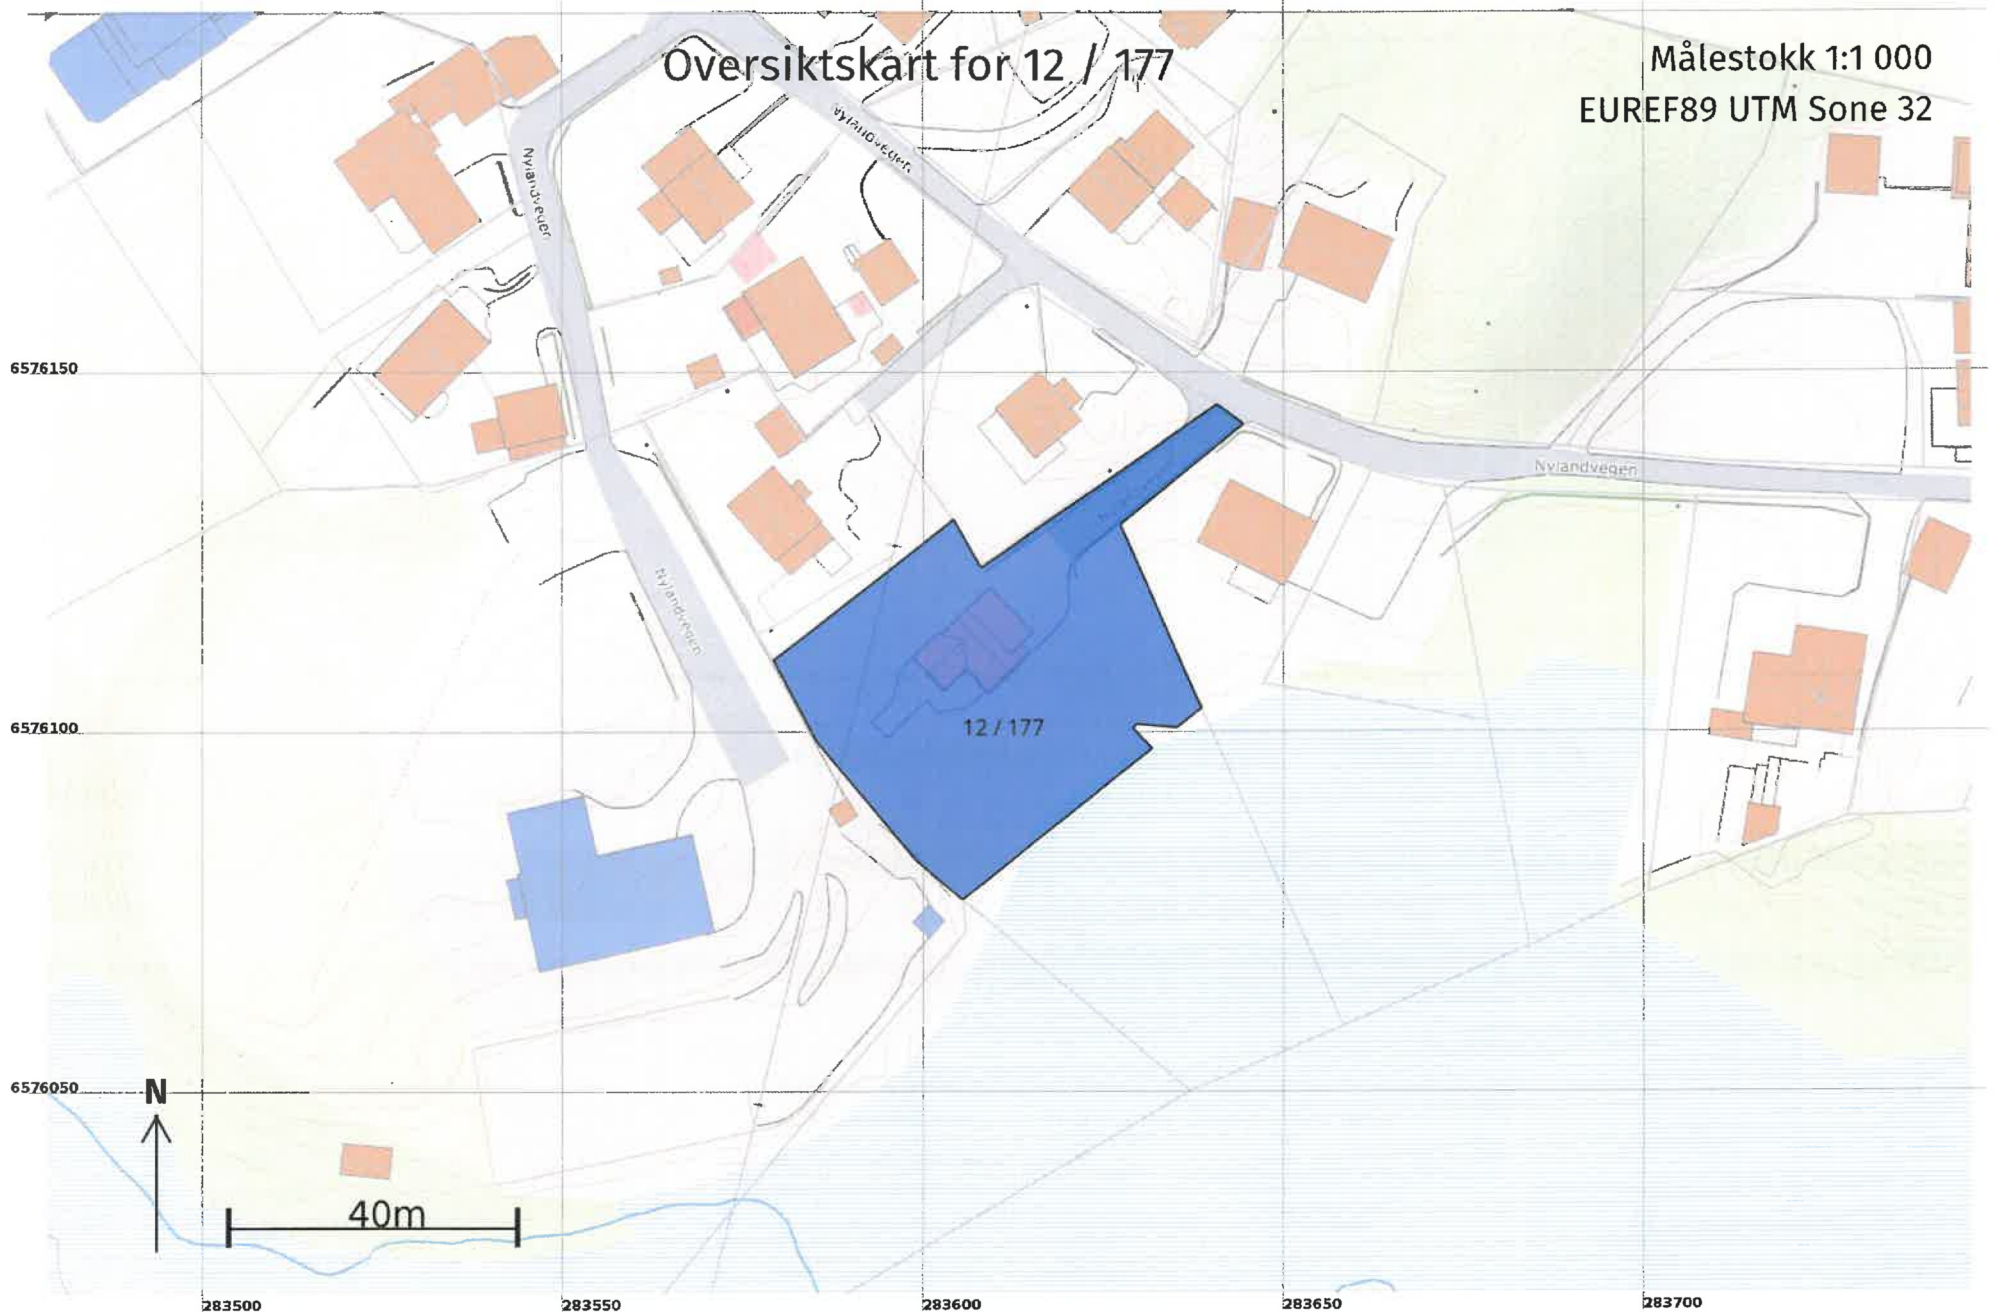 Oversiktskart for 12 / 177
Målestokk 1:1 000
EUREF89 UTM Sone 32
Nylandvegen
Nylandvegen
6576150
Nylandvegen
Nylandvegen
12 / 177
6576100
6576050
N
40m
283500
283550
283600
283650
283700